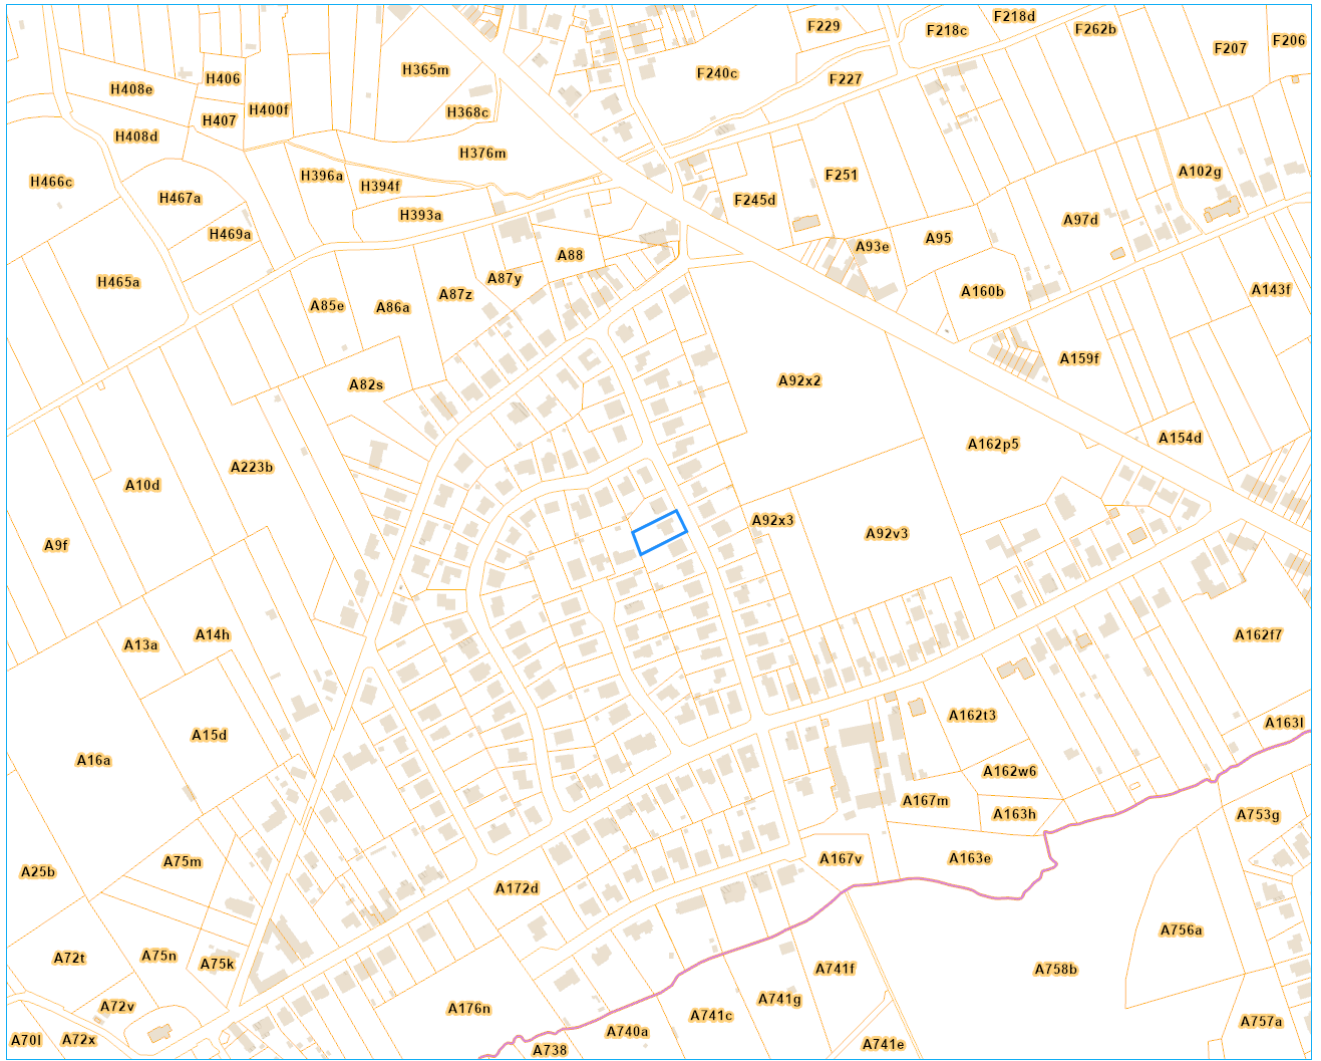 F218d
F229
F218c
F262b
F206
F207
H365m
F240c
H406
F227
H408e
H400f
H368c
H407
H408d
H376m
A102g
H396a
F251
H466c
H394f
H467a
F245d
H393a
A97d
H469a
A95
A93e
A88
A87y
H465a
A143f
A160b
A87z
A85e
A86a
A159f
A92x2
A82s
A154d
A162p5
A223b
A10d
A92x3
A92v3
A9f
A14h
A162f7
A13a
A162t3
A163l
A15d
A16a
A162w6
A167m
A163h
A753g
A167v
A163e
A75m
A25b
A172d
A756a
A75n
A72t
A75k
A741f
A758b
A741g
A72v
A176n
A741c
A757a
A740a
A70l
A72x
A741e
A738